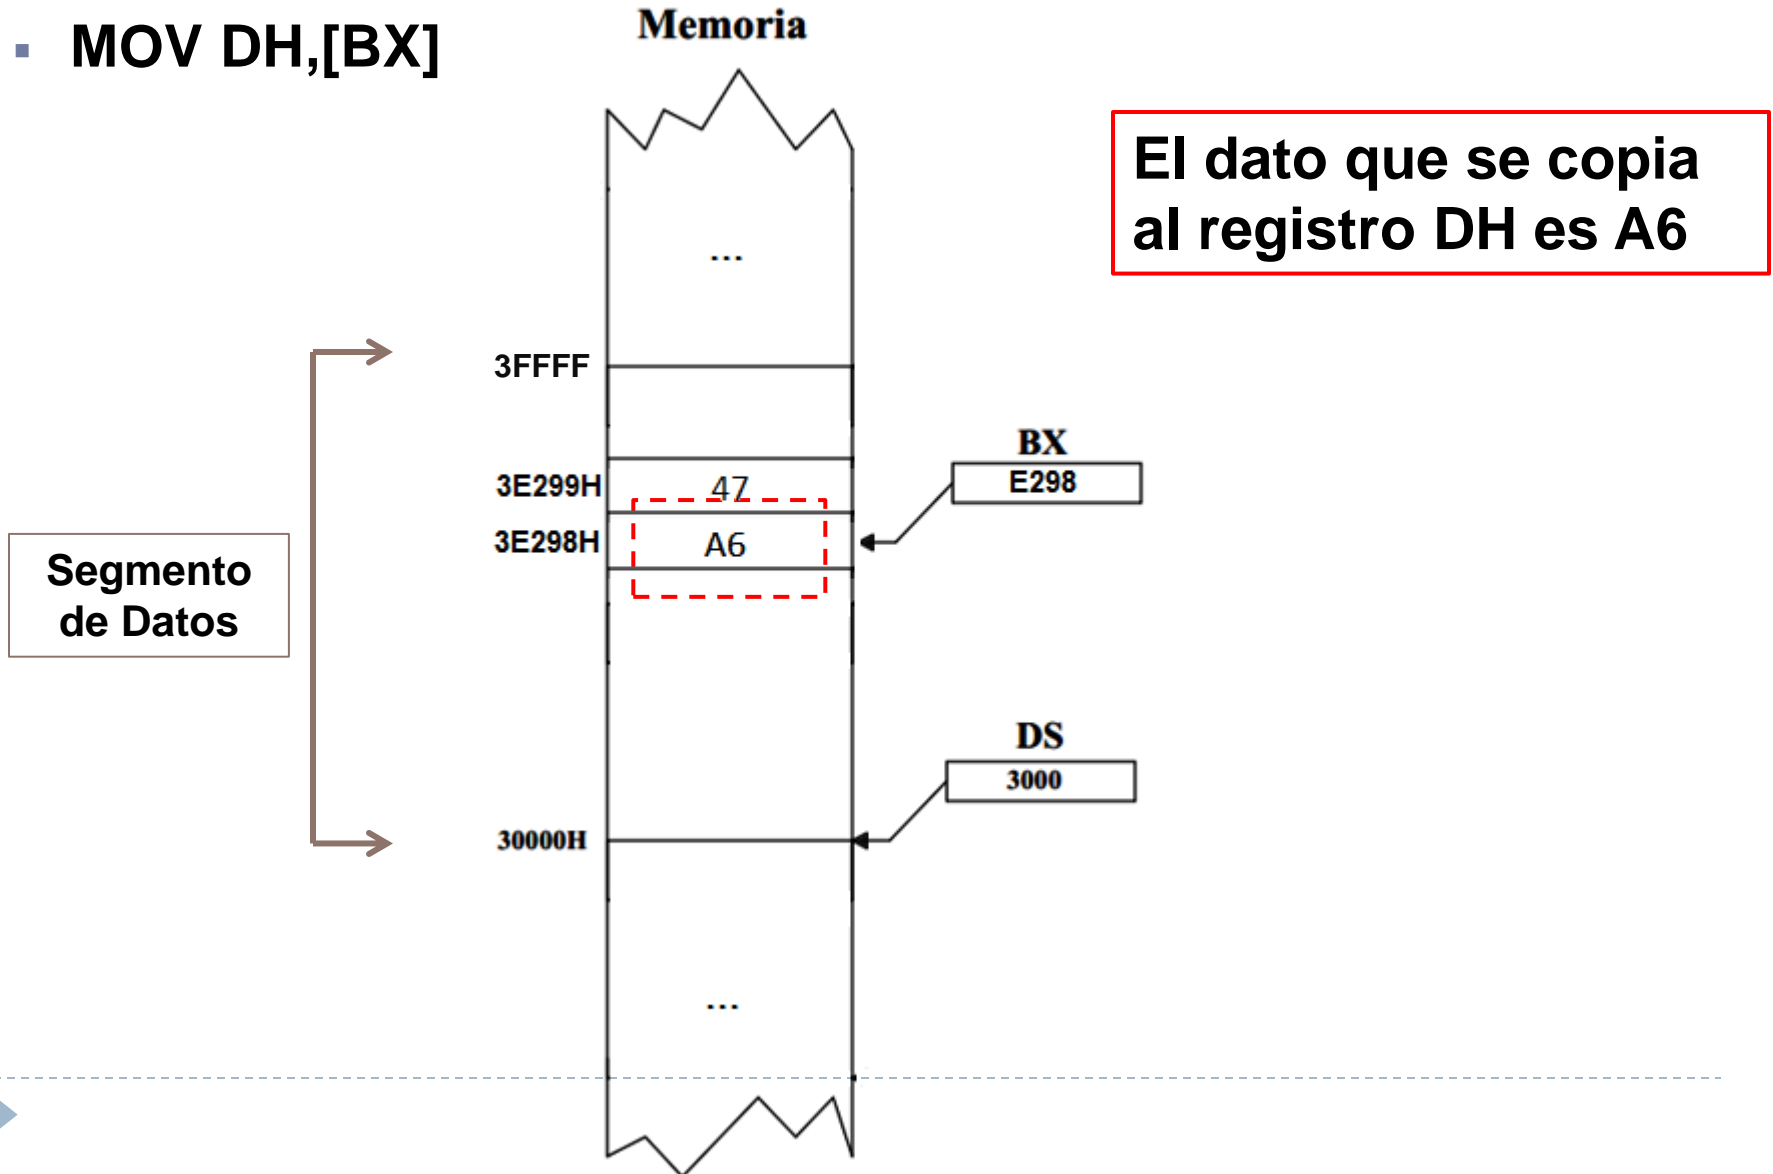 ▪ MOV DH,[BX]
Memoria
El dato que se copia
al registro DH es A6
...
3FFFF
BX
E298
3E299H
47
3E298H
A6
Segmento
de Datos
DS
3000
30000H
...